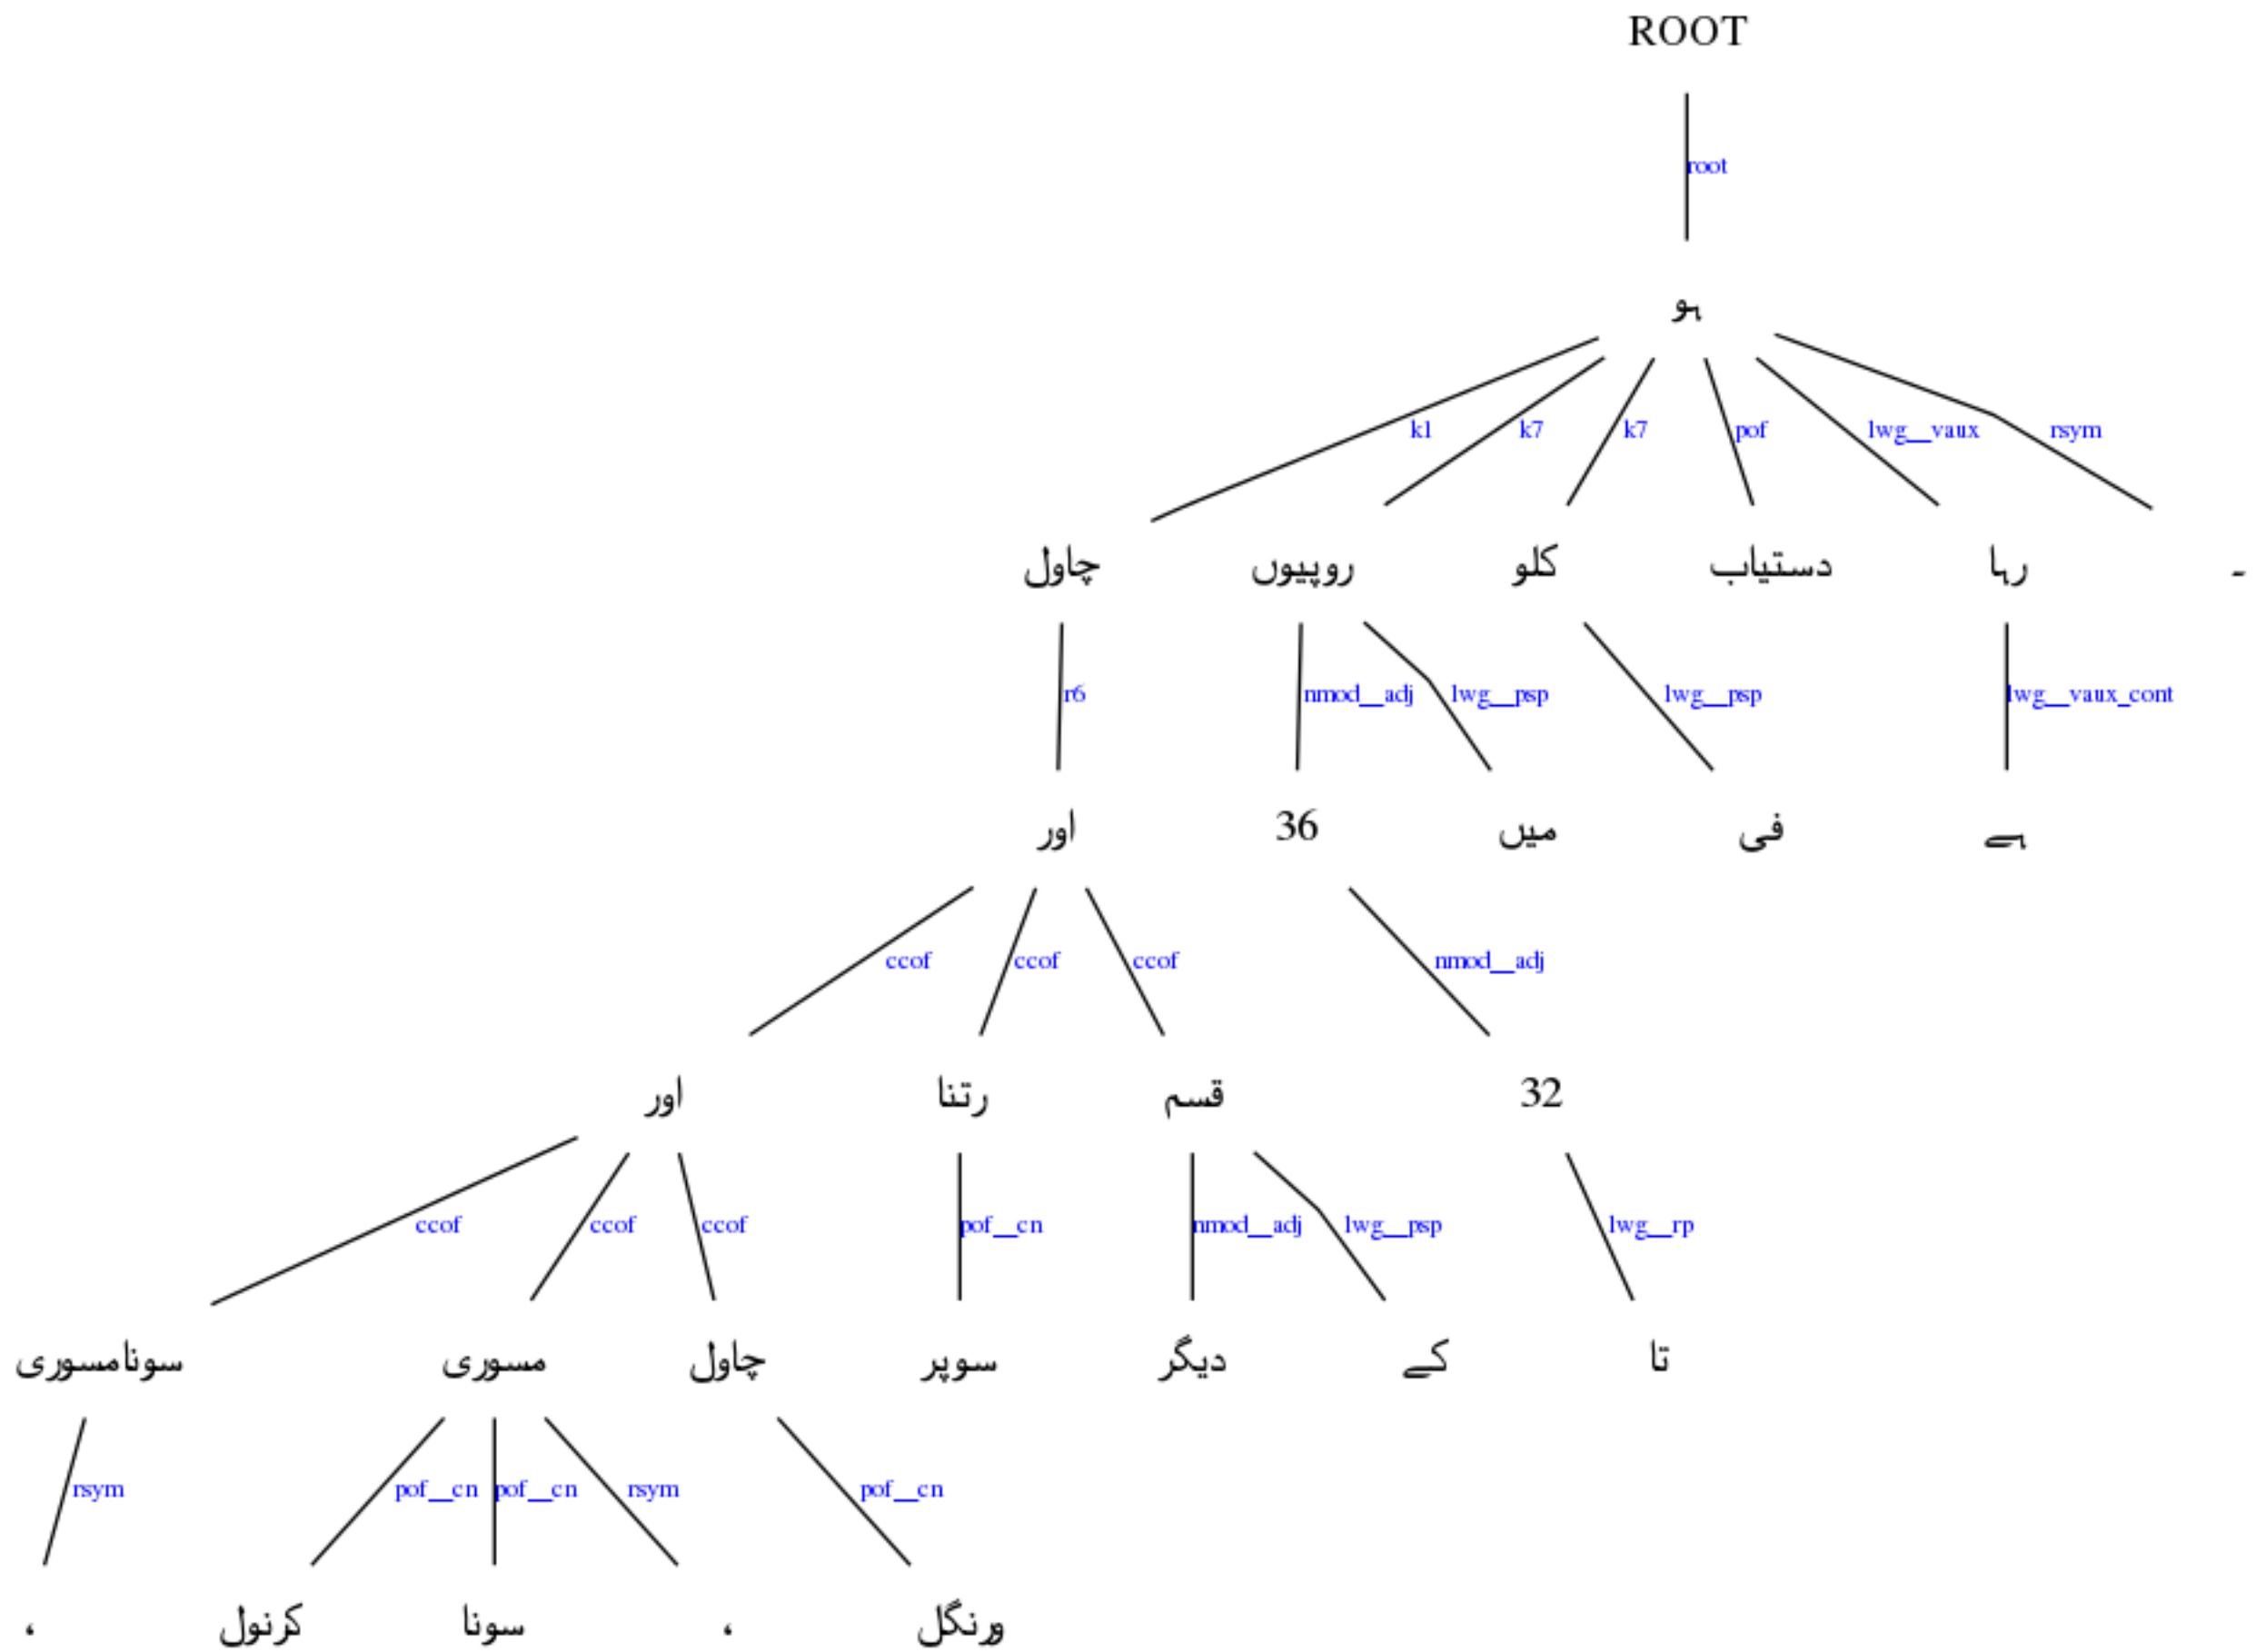 ROOT
root
ہو
k1 k7 k7 pof lwg__vaux rsym
چاول روپیوں کلو دستیاب رہا ۔
r6 nmod__adj lwg__psp lwg__psp lwg__vaux_cont
اور 36 میں فی ہے
ccof ccof ccof nmod__adj
اور رتنا قسم 32
ccof ccof ccof pof__cn nmod__adj lwg__psp lwg__rp
سونامسوری مسوری چاول سوپر دیگر کے تا
rsym pof__cn pof__cn rsym pof__cn
، کرنول سونا ، ورنگل